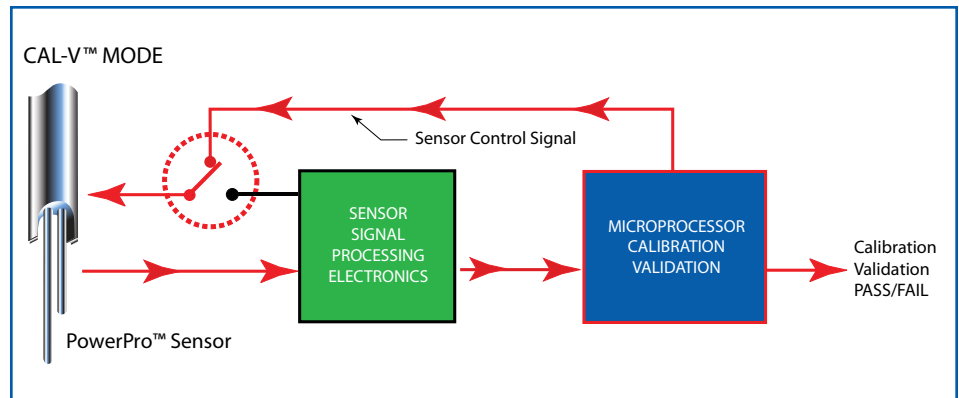 CAL-V™ MODE
Sensor Control Signal
SENSOR
SIGNAL
PROCESSING
ELECTRONICS
MICROPROCESSOR
CALIBRATION
VALIDATION
Calibration
Validation
PASS/FAIL
PowerPro™ Sensor